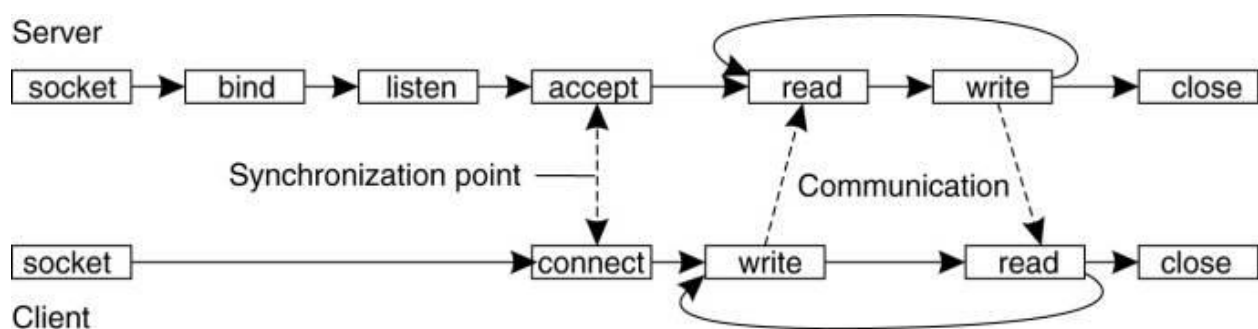 Server
socket bind listen accept read write close
Synchronization point
Communication
socket connect write read close
Client